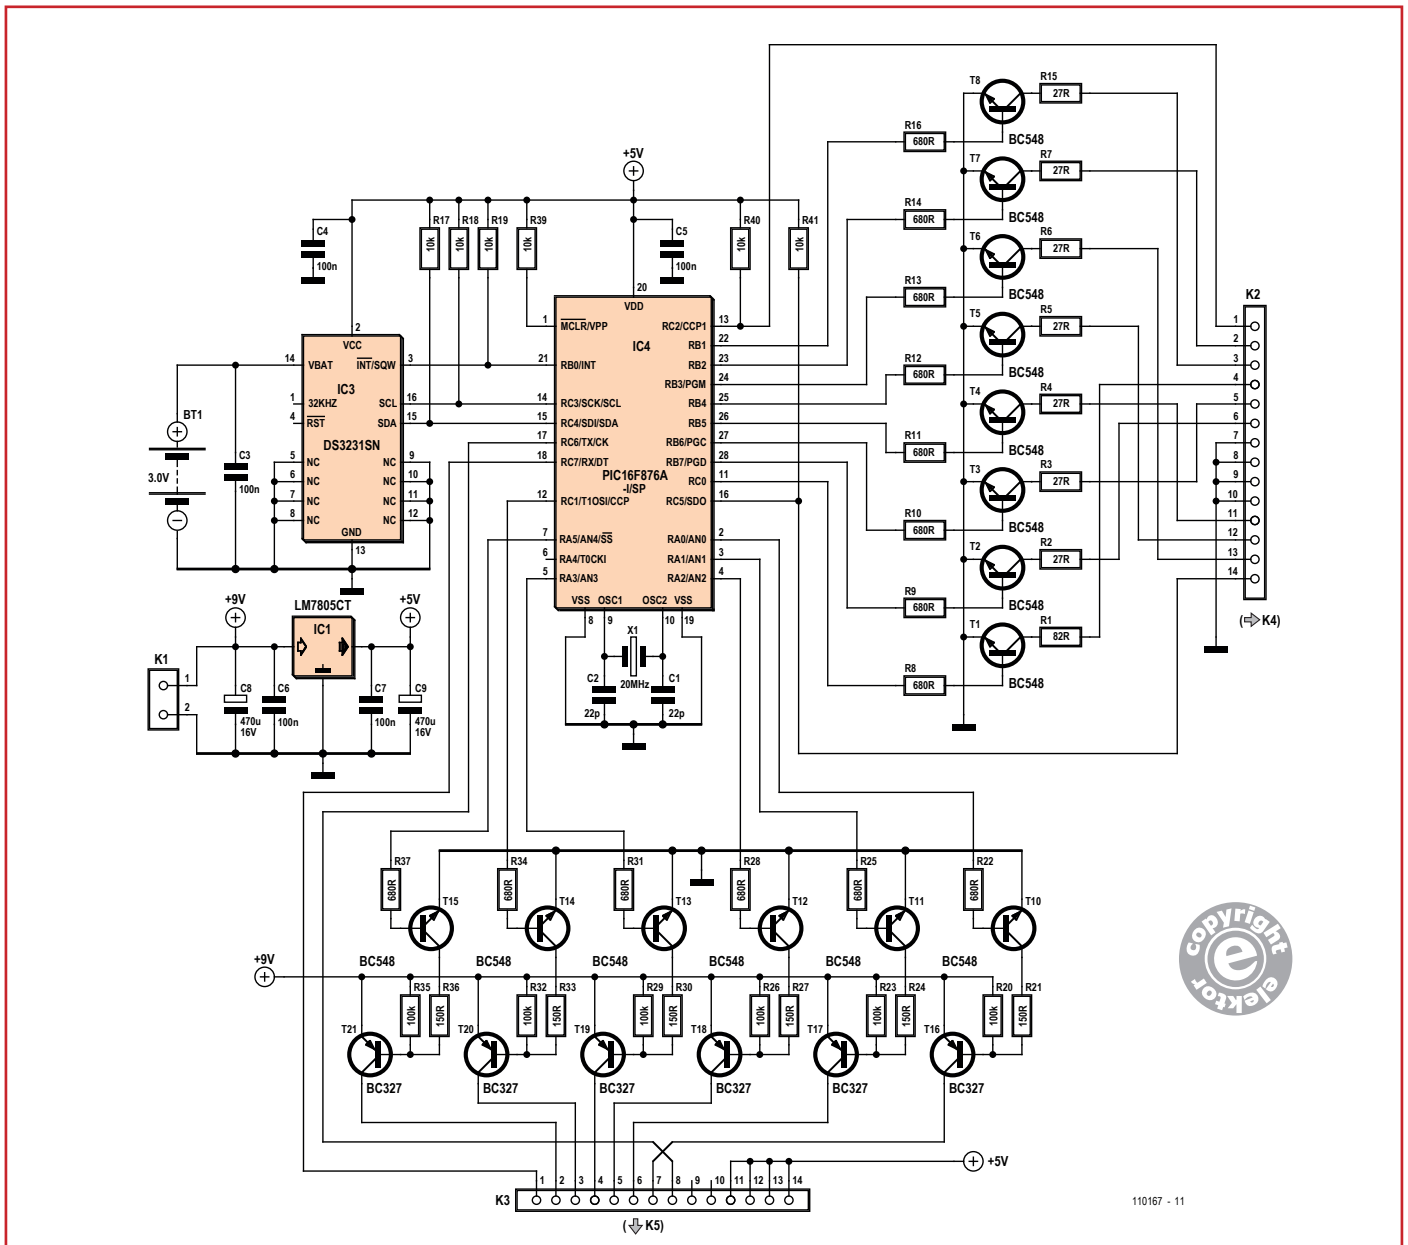 +5V
T8
R15
27R
R16
680R
BC548
T7
R7
27R
R14
680R
BC548
T6
R6
27R
R13
680R
BC548
T5
R5
27R
R12
680R
BC548
T4
R4
27R
R11
680R
BC548
T3
R3
27R
R10
680R
BC548
T2
R2
27R
R9
680R
BC548
T1
R1
82R
R8
680R
BC548
C4
100n
R17
10k
R18
10k
R19
10k
R39
10k
C5
100n
R40
10k
R41
10k
20
VDD
IC4
PIC16F876A
-I/SP
1 MCLR/VPP
21 RB0/INT
14 RC3/SCK/SCL
15 RC4/SDI/SDA
17 RC6/TX/CK
18 RC7/RX/DT
12 RC1/T1OSI/CCP
7 RA5/AN4/SS
6 RA4/T0CKI
5 RA3/AN3
RC2/CCP1 13
RB1 22
RB2 23
RB3/PGM 24
RB4 25
RB5 26
RB6/PGC 27
RB7/PGD 28
RC0 11
RC5/SDO 16
RA0/AN0 2
RA1/AN1 3
RA2/AN2 4
VSS OSC1 OSC2 VSS
8 9 10 19
X1
20MHz
C2
22p
C1
22p
2
VCC
14 VBAT
INT/SQW 3
IC3
1 32KHZ
SCL 16
4 RST
SDA 15
DS3231SN
5 NC
NC 9
6 NC
NC 10
7 NC
NC 11
8 NC
NC 12
GND
13
BT1
3.0V
C3
100n
+9V
LM7805CT
IC1
+5V
K1
1
2
C8
470u
16V
C6
100n
C7
100n
C9
470u
16V
K2
1
2
3
4
5
6
7
8
9
10
11
12
13
14
( K4)
R37
680R
T15
R34
680R
T14
R31
680R
T13
R28
680R
T12
R25
680R
T11
R22
680R
T10
+9V
BC548
BC548
BC548
BC548
BC548
BC548
R35
100k
R36
150R
R32
100k
R33
150R
R29
100k
R30
150R
R26
100k
R27
150R
R23
100k
R24
150R
R20
100k
R21
150R
T21
T20
T19
T18
T17
T16
BC327
BC327
BC327
BC327
BC327
BC327
+5V
K3
1 2 3 4 5 6 7 8 9 10 11 12 13 14
( K5)
copyright
e
elektor
110167 - 11